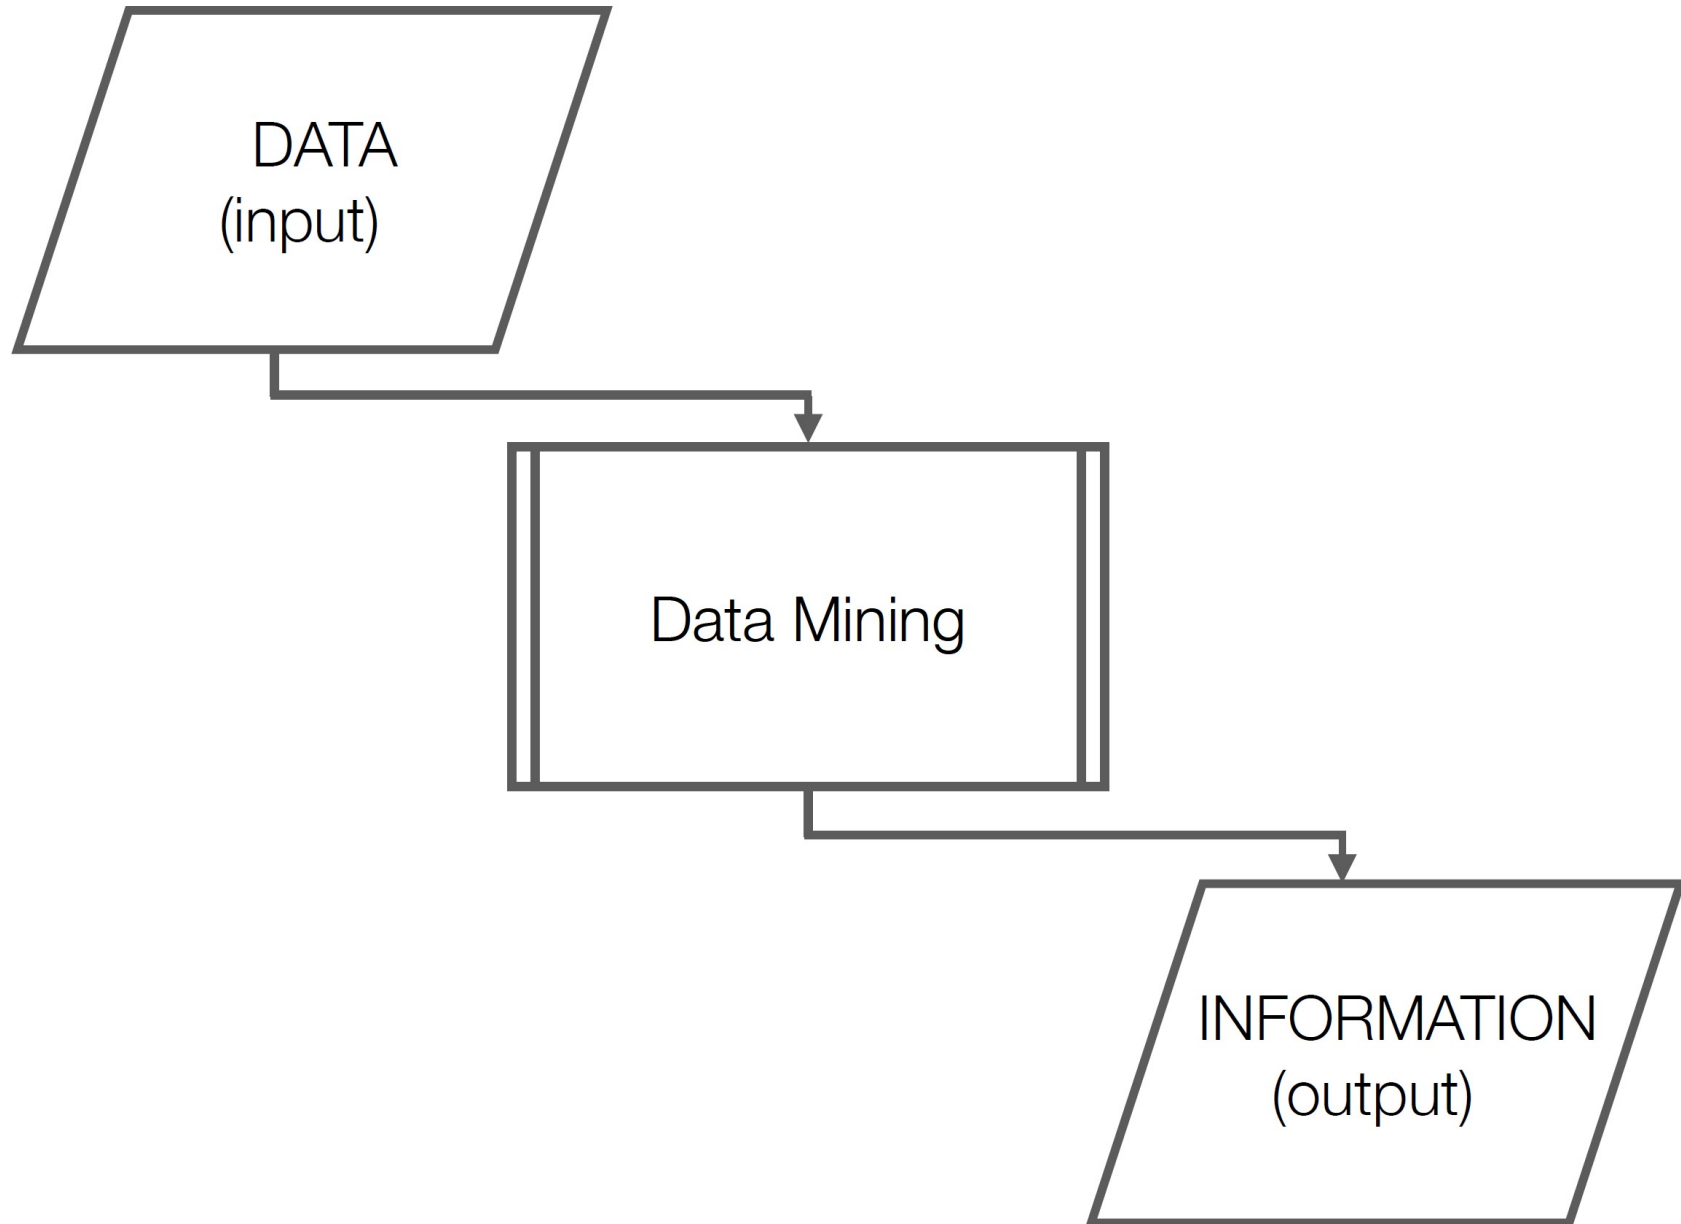 DATA
(input)
Data Mining
INFORMATION
(output)